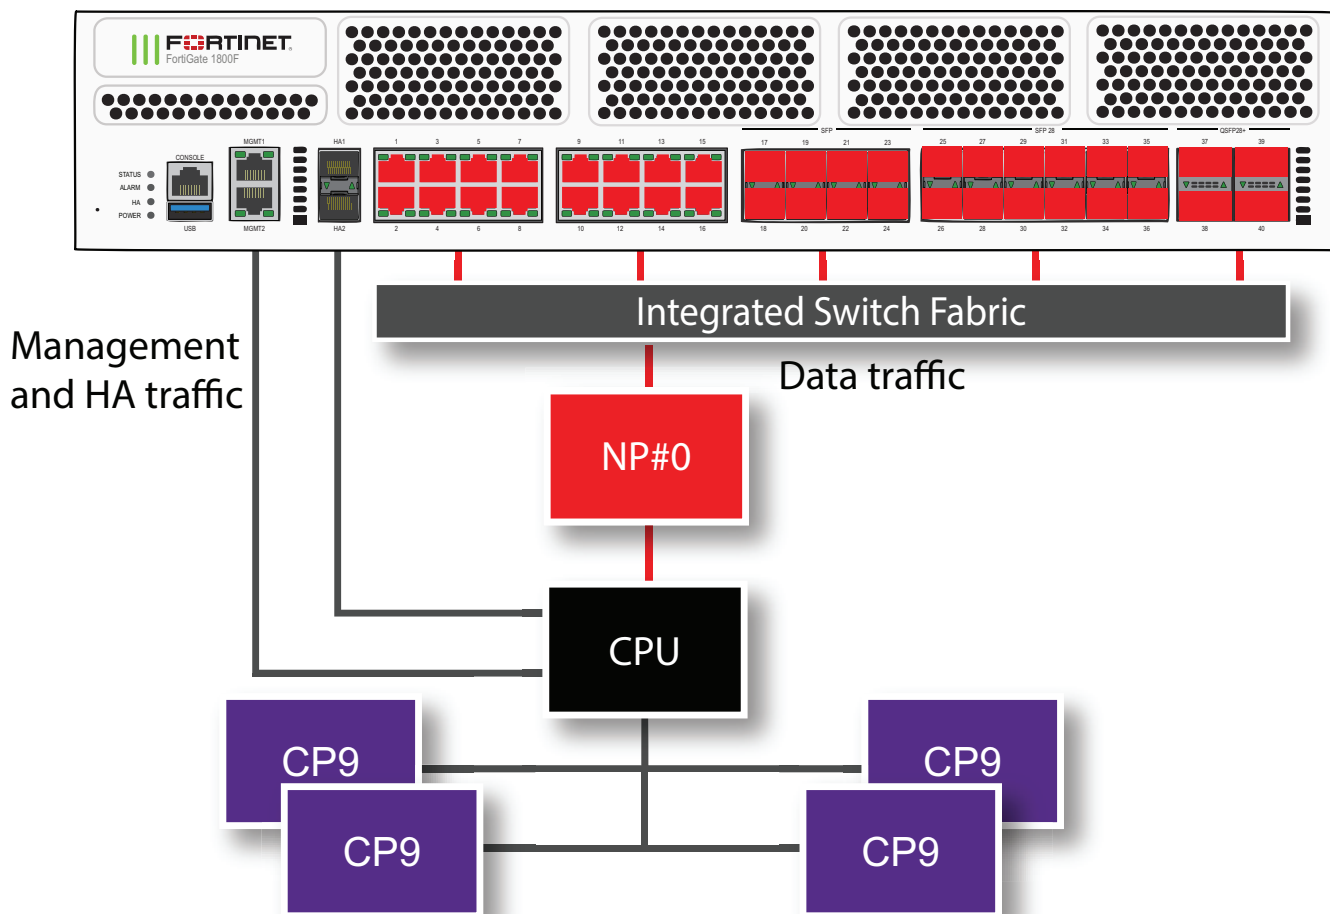 FORTINET
FortiGate 1800F
SFP
SFP 28
QSFP28+
MGMT1
HA1
1 3 5 7
9 11 13 15
17 19 21 23
25 27 29 31 33 35
37 39
CONSOLE
STATUS
ALARM
HA
POWER
USB
MGMT2
HA2
2 4 6 8
10 12 14 16
18 20 22 24
26 28 30 32 34 36
38 40
Integrated Switch Fabric
Management
and HA traffic
Data traffic
NP#0
CPU
CP9
CP9
CP9
CP9